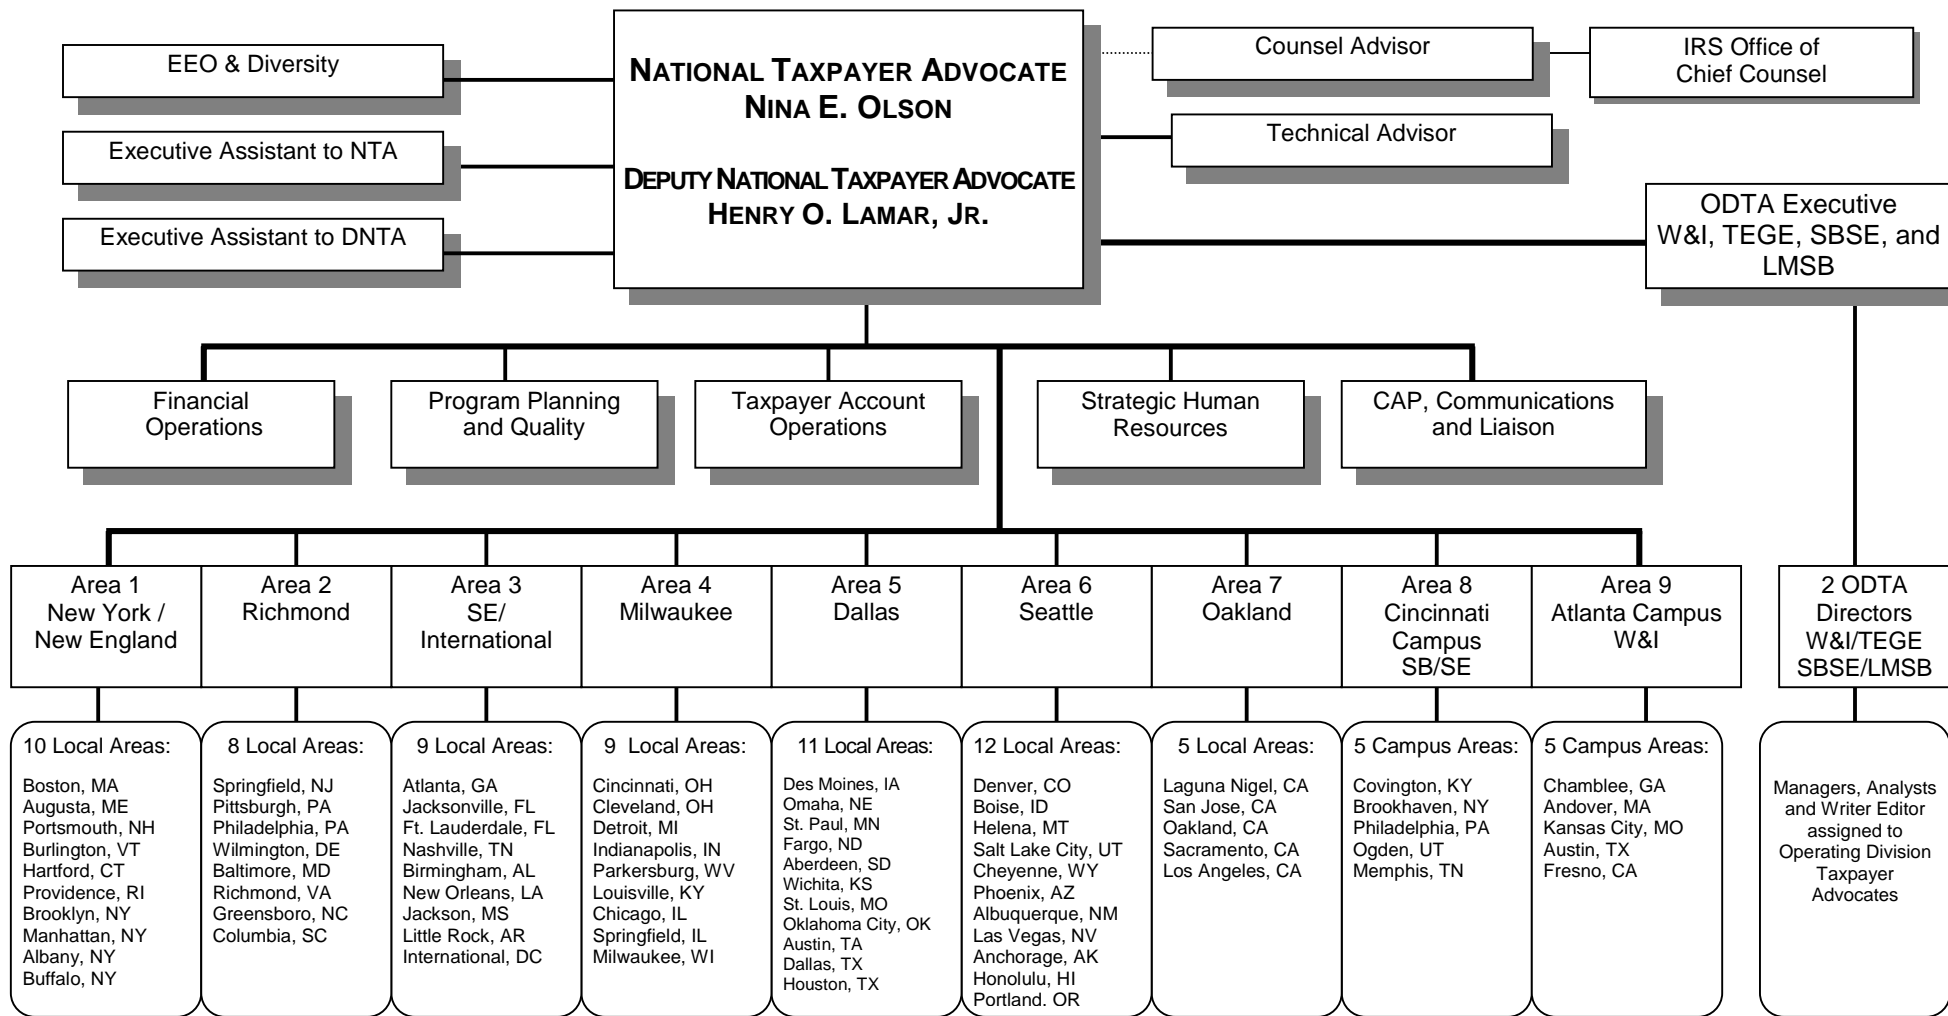 EEO & Diversity
Executive Assistant to NTA
Executive Assistant to DNTA
NATIONAL TAXPAYER ADVOCATE
NINA E. OLSON
DEPUTY NATIONAL TAXPAYER ADVOCATE
HENRY O. LAMAR, JR.
Counsel Advisor
IRS Office of
Chief Counsel
Technical Advisor
ODTA Executive
W&I, TEGE, SBSE, and
LMSB
Financial
Operations
Program Planning
and Quality
Taxpayer Account
Operations
Strategic Human
Resources
CAP, Communications
and Liaison
Area 1
New York /
New England
Area 2
Richmond
Area 3
SE/
International
Area 4
Milwaukee
Area 5
Dallas
Area 6
Seattle
Area 7
Oakland
Area 8
Cincinnati
Campus
SB/SE
Area 9
Atlanta Campus
W&I
2 ODTA
Directors
W&I/TEGE
SBSE/LMSB
10 Local Areas:
Boston, MA
Augusta, ME
Portsmouth, NH
Burlington, VT
Hartford, CT
Providence, RI
Brooklyn, NY
Manhattan, NY
Albany, NY
Buffalo, NY
8 Local Areas:
Springfield, NJ
Pittsburgh, PA
Philadelphia, PA
Wilmington, DE
Baltimore, MD
Richmond, VA
Greensboro, NC
Columbia, SC
9 Local Areas:
Atlanta, GA
Jacksonville, FL
Ft. Lauderdale, FL
Nashville, TN
Birmingham, AL
New Orleans, LA
Jackson, MS
Little Rock, AR
International, DC
9 Local Areas:
Cincinnati, OH
Cleveland, OH
Detroit, MI
Indianapolis, IN
Parkersburg, WV
Louisville, KY
Chicago, IL
Springfield, IL
Milwaukee, WI
11 Local Areas:
Des Moines, IA
Omaha, NE
St. Paul, MN
Fargo, ND
Aberdeen, SD
Wichita, KS
St. Louis, MO
Oklahoma City, OK
Austin, TA
Dallas, TX
Houston, TX
12 Local Areas:
Denver, CO
Boise, ID
Helena, MT
Salt Lake City, UT
Cheyenne, WY
Phoenix, AZ
Albuquerque, NM
Las Vegas, NV
Anchorage, AK
Honolulu, HI
Portland. OR
5 Local Areas:
Laguna Nigel, CA
San Jose, CA
Oakland, CA
Sacramento, CA
Los Angeles, CA
5 Campus Areas:
Covington, KY
Brookhaven, NY
Philadelphia, PA
Ogden, UT
Memphis, TN
5 Campus Areas:
Chamblee, GA
Andover, MA
Kansas City, MO
Austin, TX
Fresno, CA
Managers, Analysts
and Writer Editor
assigned to
Operating Division
Taxpayer
Advocates